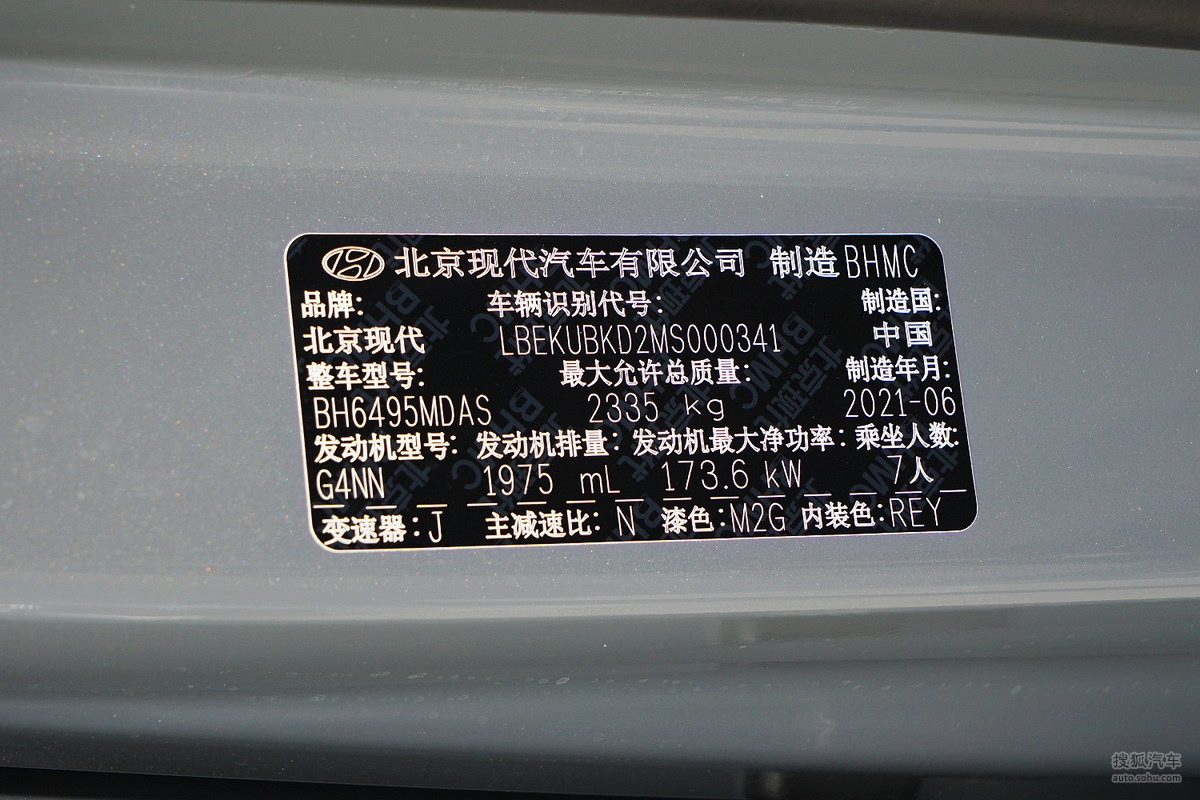 北京现代汽车有限公司 制造 BHMC
品牌: 车辆识别代号: 制造国:
北京现代 LBEKUBKD2MS000341 中国
整车型号: 最大允许总质量: 制造年月:
BH6495MDAS 2335 kg 2021-06
发动机型号: 发动机排量: 发动机最大净功率: 乘坐人数:
G4NN 1975 mL 173.6 kW 7人
变速器:J 主减速比: N 漆色:M2G 内装色:REY
搜狐汽车
auto.sohu.com